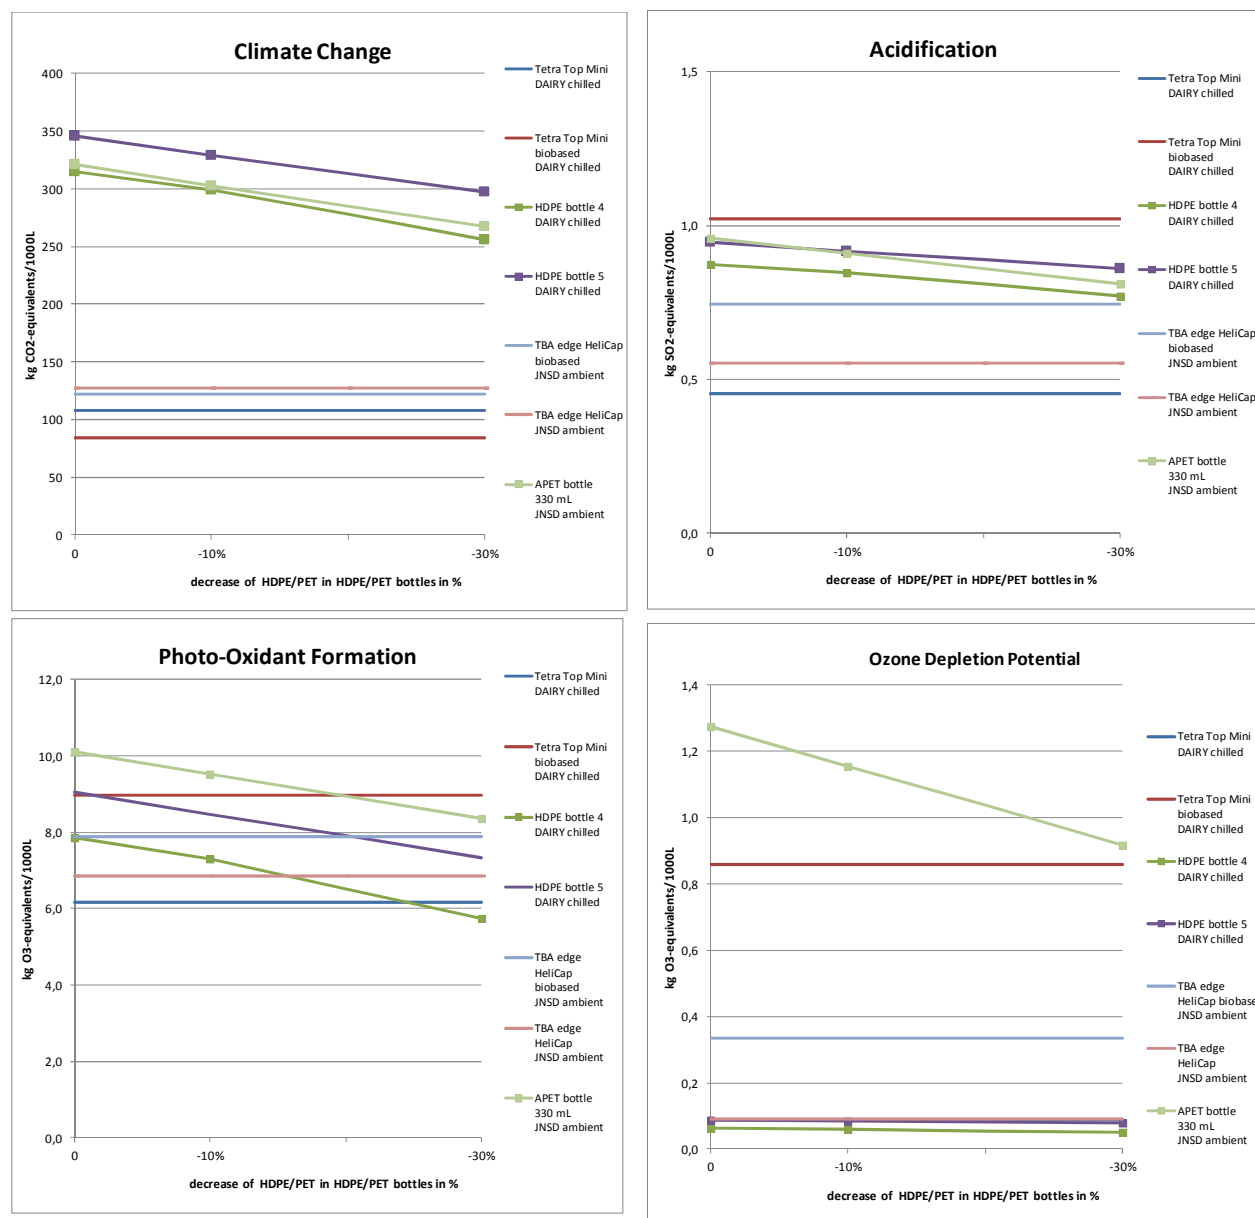 Climate Change
400
350
300
250
200
150
100
50
0
kg CO2-equivalents/1000L
0
-10%
-30%
decrease of HDPE/PET in HDPE/PET bottles in %
Tetra Top Mini
DAIRY chilled
Tetra Top Mini
biobased
DAIRY chilled
HDPE bottle 4
DAIRY chilled
HDPE bottle 5
DAIRY chilled
TBA edge HeliCap
biobased
JNSD ambient
TBA edge HeliCap
JNSD ambient
APET bottle
330 mL
JNSD ambient
Acidification
1,5
1,0
0,5
0,0
kg SO2-equivalents/1000L
0
-10%
-30%
decrease of HDPE/PET in HDPE/PET bottles in %
Tetra Top Mini
DAIRY chilled
Tetra Top Mini
biobased
DAIRY chilled
HDPE bottle 4
DAIRY chilled
HDPE bottle 5
DAIRY chilled
TBA edge HeliCap
biobased
JNSD ambient
TBA edge HeliCap
JNSD ambient
APET bottle
330 mL
JNSD ambient
Photo-Oxidant Formation
12,0
10,0
8,0
6,0
4,0
2,0
0,0
kg O3-equivalents/1000L
0
-10%
-30%
decrease of HDPE/PET in HDPE/PET bottles in %
Tetra Top Mini
DAIRY chilled
Tetra Top Mini
biobased
DAIRY chilled
HDPE bottle 4
DAIRY chilled
HDPE bottle 5
DAIRY chilled
TBA edge
HeliCap
biobased
JNSD ambient
TBA edge
HeliCap
JNSD ambient
APET bottle
330 mL
JNSD ambient
Ozone Depletion Potential
1,4
1,2
1,0
0,8
0,6
0,4
0,2
0,0
kg O3-equivalents/1000L
0
-10%
-30%
decrease of HDPE/PET in HDPE/PET bottles in %
Tetra Top Mini
DAIRY chilled
Tetra Top Mini
biobased
DAIRY chilled
HDPE bottle 4
DAIRY chilled
HDPE bottle 5
DAIRY chilled
TBA edge
HeliCap biobase
JNSD ambient
TBA edge
HeliCap
JNSD ambient
APET bottle
330 mL
JNSD ambient